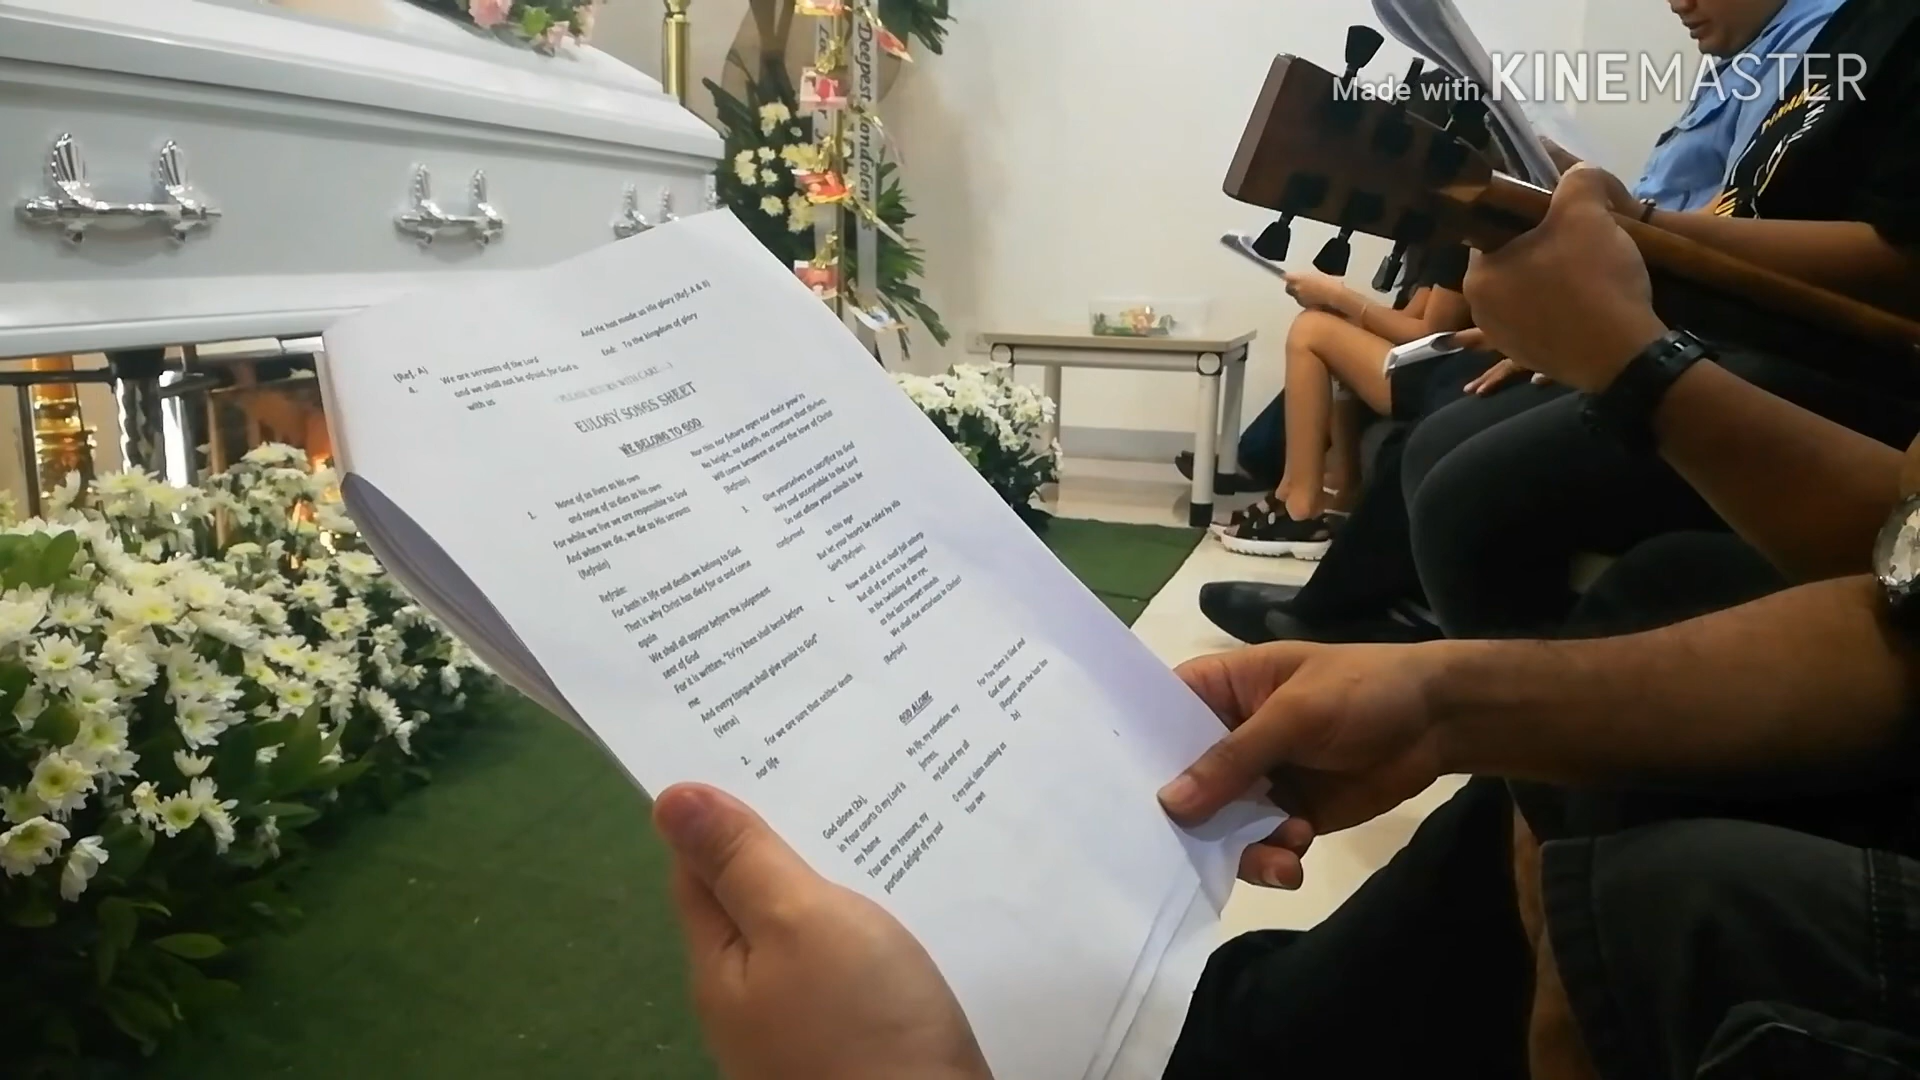 Made with KINEMASTER
Deepest Condolences
And He has made us His glory (Ref. A & B)
End: To the kingdom of glory
(Ref. A)
4. We are servants of the Lord
and we shall not be afraid, for God is
with us
(PLEASE RETURN WITH CARE...)
EULOGY SONGS SHEET
WE BELONG TO GOD
1. None of us lives as his own
and none of us dies as his own
For while we live we are responsible to God
And when we die, we die as His servants
(Refrain)
Refrain:
For both in life and death we belong to God
That is why Christ has died for us and come
again
We shall all appear before the judgement
seat of God
For it is written, "Ev'ry knee shall bend before
me
And every tongue shall give praise to God"
(Verse)
2. For we are sure that neither death
nor life
Nor this nor future ages nor their pow'rs
No height, no depth, no creature that thrives
Will come between us and the love of Christ
(Refrain)
3. Give yourselves as sacrifice to God
Holy and acceptable to the Lord
Do not allow your minds to be
conformed
to this age
But let your hearts be ruled by His
Spirit (Refrain)
4. Now not all of us shall fall asleep
but all of us are to be changed
in the twinkling of an eye,
as the last trumpet sounds
We shall rise victorious in Christ!
(Refrain)
GOD ALONE
God alone (2x),
in Your courts O my Lord is
my home
You are my treasure, my
portion delight of my soul
My life, my salvation, my
fortress,
my God and my all
O my soul, claim nothing as
Your own
For You there is God and
God alone
(Repeat with the last line
2x)
1